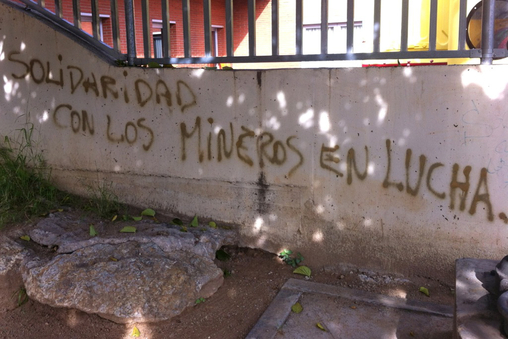 SOLIDARIDAD
CON LOS MINEROS EN LUCHA.